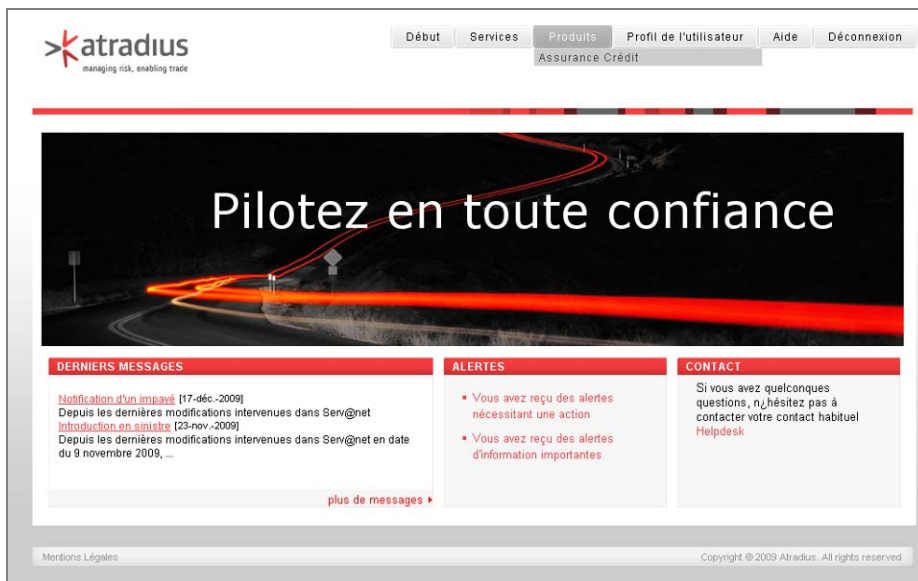 atradius
managing risk, enabling trade
Début Services Produits Profil de l'utilisateur Aide Déconnexion
Assurance Crédit
Pilotez en toute confiance
DERNIERS MESSAGES
Notification d'un impayé [17-déc.-2009]
Depuis les dernières modifications intervenues dans Serv@net
Introduction en sinistre [23-nov.-2009]
Depuis les dernières modifications intervenues dans Serv@net en date
du 9 novembre 2009, ...
plus de messages
ALERTES
Vous avez reçu des alertes
nécessitant une action
Vous avez reçu des alertes
d'information importantes
CONTACT
Si vous avez quelconques
questions, n¿hésitez pas à
contacter votre contact habituel
Helpdesk
Mentions Légales
Copyright © 2009 Atradius. All rights reserved